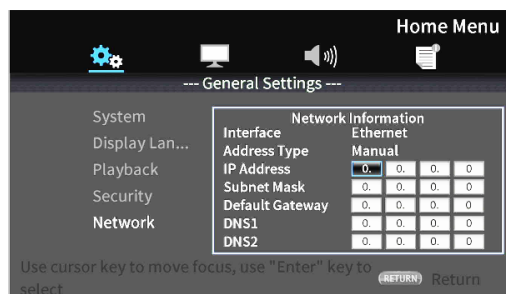 Home Menu
--- General Settings ---
System
Display Lan...
Playback
Security
Network
Network Information
Interface Ethernet
Address Type Manual
IP Address 0. 0. 0. 0
Subnet Mask 0. 0. 0. 0
Default Gateway 0. 0. 0. 0
DNS1 0. 0. 0. 0
DNS2 0. 0. 0. 0
Use cursor key to move focus, use "Enter" key to
select
RETURN Return